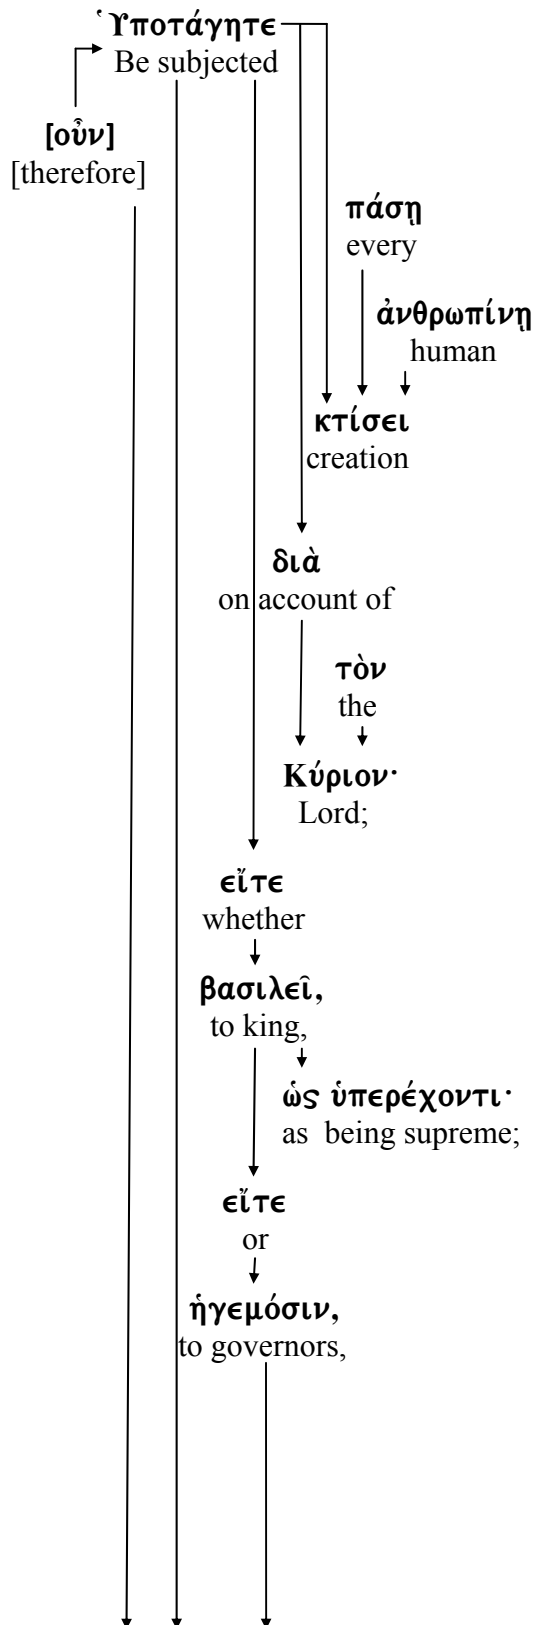 Ὑποτάγητε
Be subjected
[οὖν]
[therefore]
πάσῃ
every
ἀνθρωπίνῃ
human
κτίσει
creation
διὰ
on account of
τὸν
the
Κύριον·
Lord;
εἴτε
whether
βασιλεῖ,
to king,
ὡς ὑπερέχοντι·
as being supreme;
εἴτε
or
ἡγεμόσιν,
to governors,